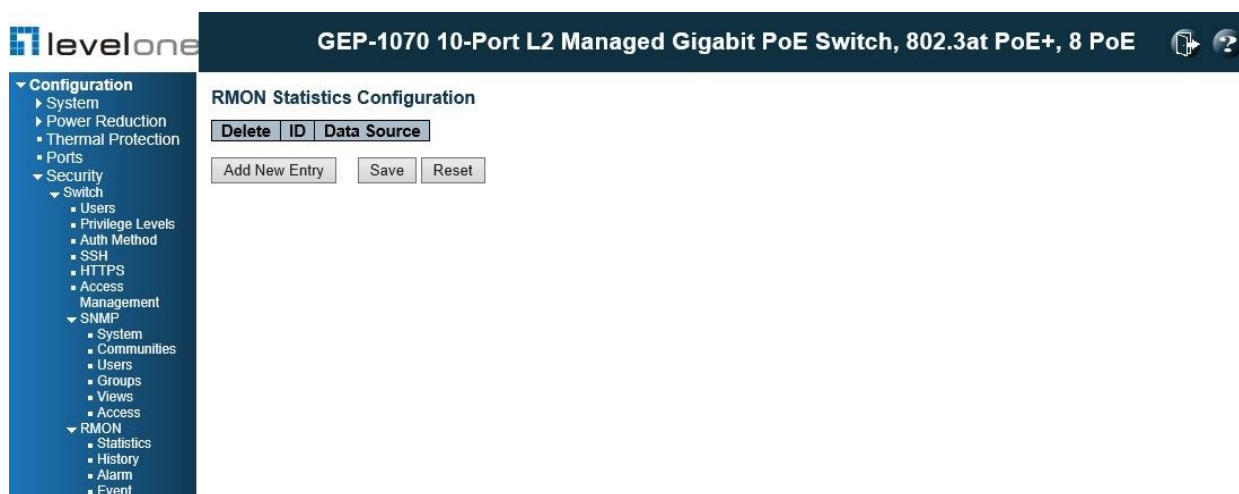 levelone
GEP-1070 10-Port L2 Managed Gigabit PoE Switch, 802.3at PoE+, 8 PoE
?
Configuration
System
Power Reduction
Thermal Protection
Ports
Security
Switch
Users
Privilege Levels
Auth Method
SSH
HTTPS
Access
Management
SNMP
System
Communities
Users
Groups
Views
Access
RMON
Statistics
History
Alarm
Event
RMON Statistics Configuration
Delete ID Data Source
Add New Entry Save Reset